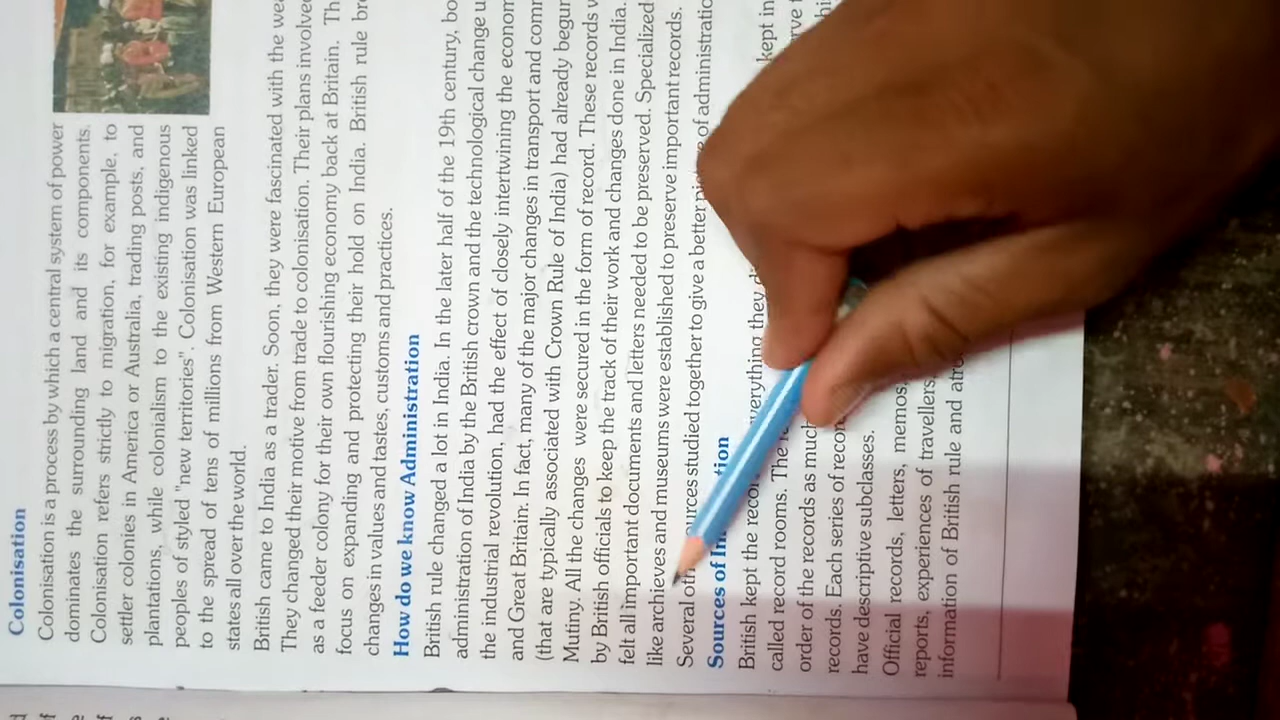 Colonisation
Colonisation is a process by which a central system of power
dominates the surrounding land and its components.
Colonisation refers strictly to migration, for example, to
settler colonies in America or Australia, trading posts, and
plantations, while colonialism to the existing indigenous
peoples of styled "new territories". Colonisation was linked
to the spread of tens of millions from Western European
states all over the world.
British came to India as a trader. Soon, they were fascinated with the
They changed their motive from trade to colonisation. Their plans involved
as a feeder colony for their own flourishing economy back at Britain.
focus on expanding and protecting their hold on India. British rule
changes in values and tastes, customs and practices.
How do we know Administration
British rule changed a lot in India. In the later half of the 19th century,
administration of India by the British crown and the technological change
the industrial revolution, had the effect of closely intertwining the
and Great Britain. In fact, many of the major changes in transport and
(that are typically associated with Crown Rule of India) had already
Mutiny. All the changes were secured in the form of record. These records
by British officials to keep the track of their work and changes done in India.
felt all important documents and letters needed to be preserved. Specialized
like archieves and museums were established to preserve important records.
Several studied together to give a better of
Sources of
British kept the everything they kept in
called record rooms. The
order of the records as much
records. Each series of
have descriptive subclasses.
Official records, letters, memos,
reports, experiences of travellers
information of British rule and